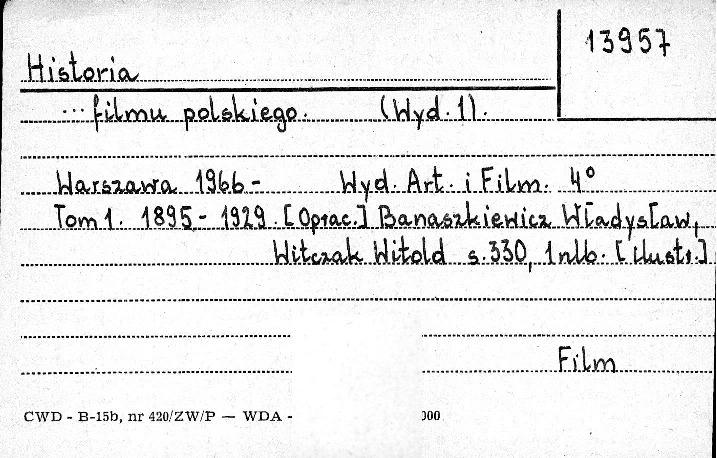 13957
Historia
... filmu polskiego. (Wyd. 1).
Warszawa 1966 - Wyd. Art. i Film. 4°
Tom 1. 1895 - 1929. [Oprac.] Banaszkiewicz Władysław,
Witczak Witold s. 330, 1 nlb. [ilustr.]
Film
CWD - B-15b, nr 420/ZW/P — WDA - 000